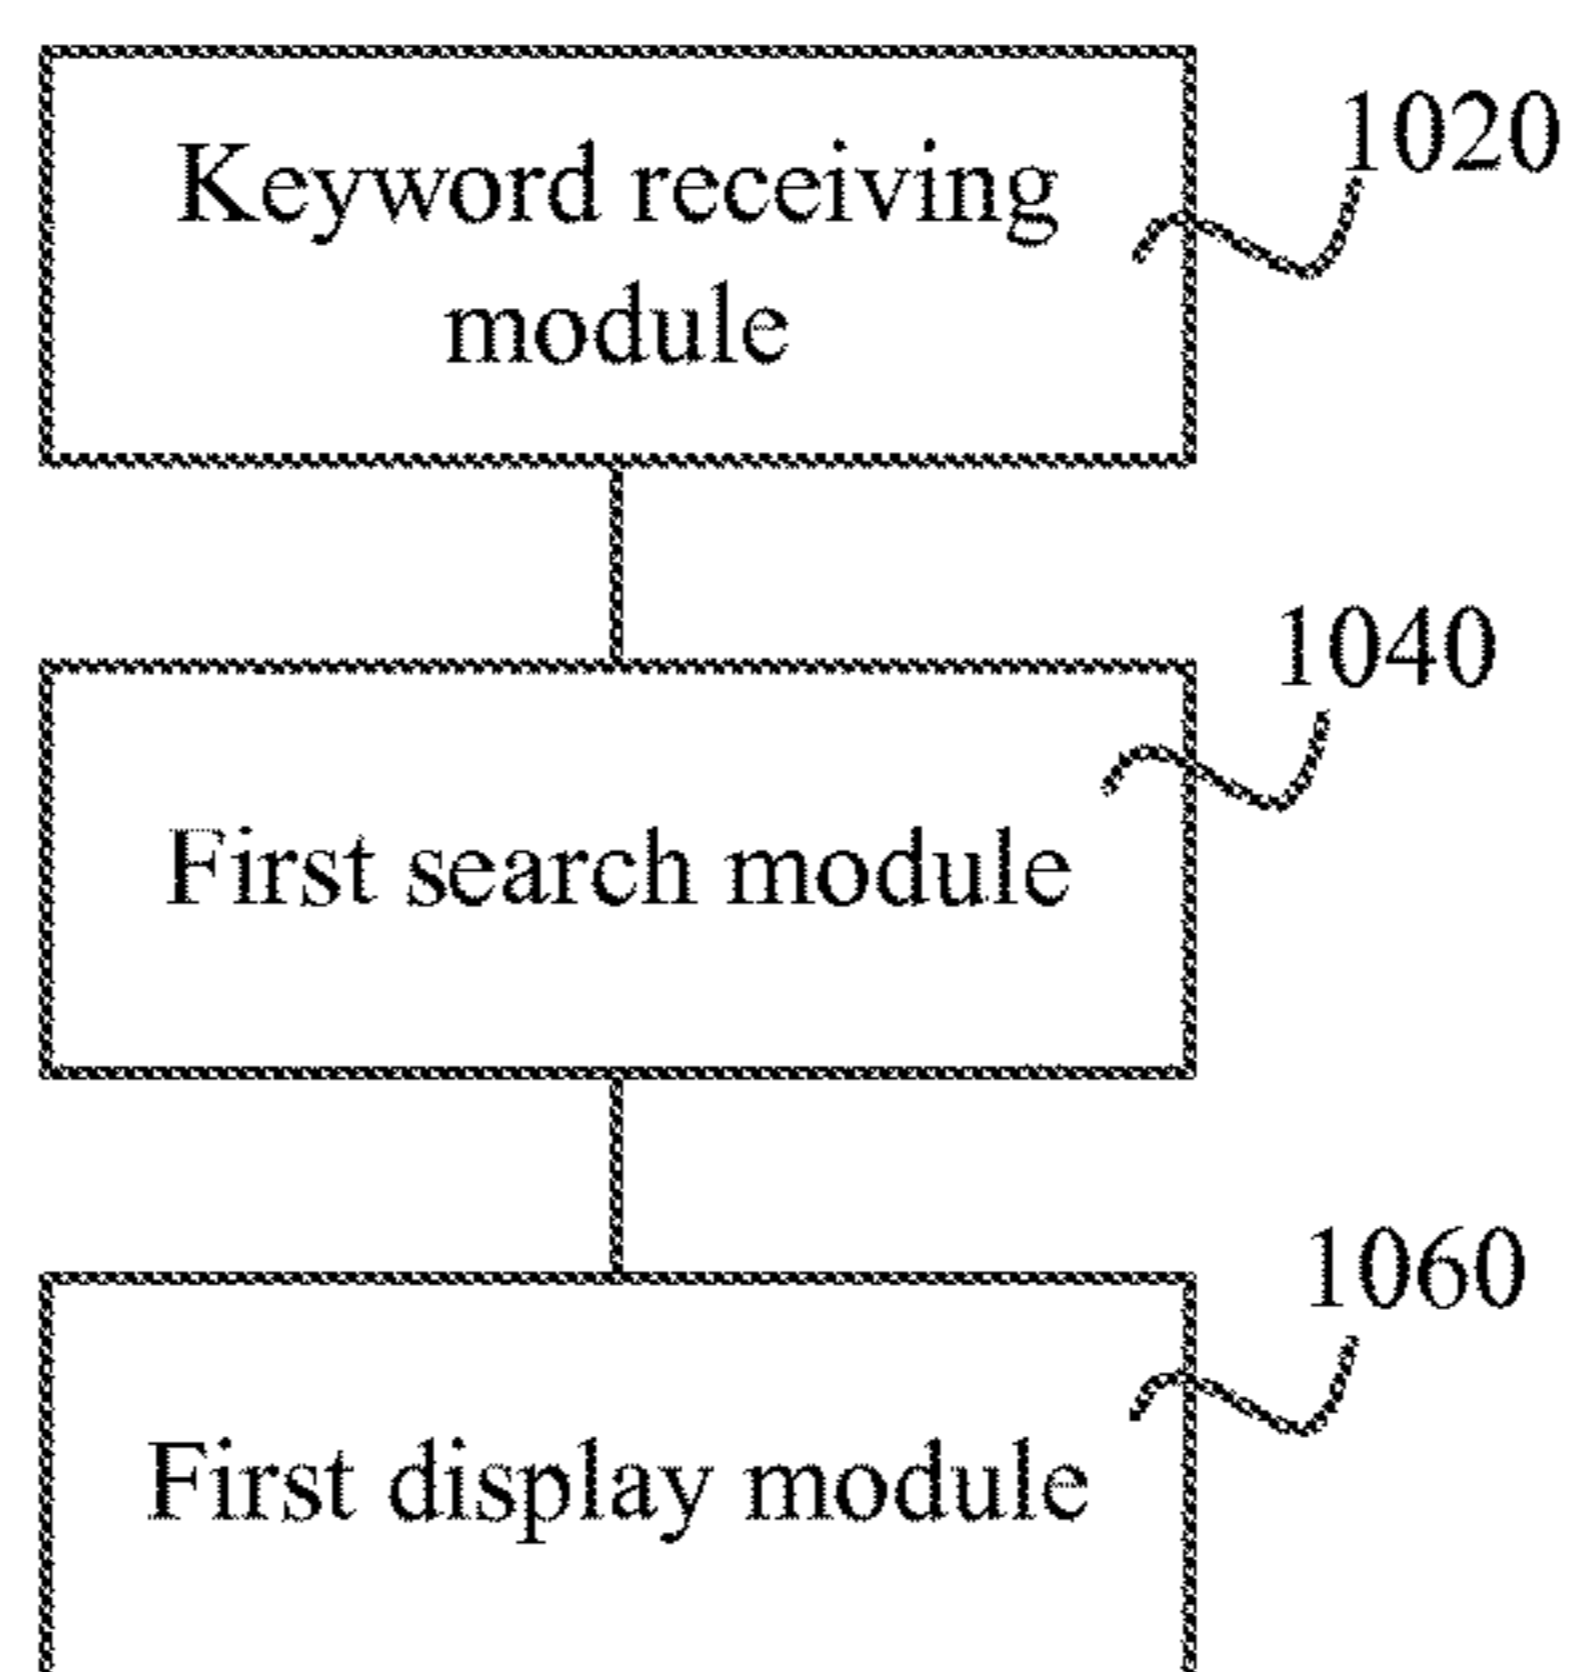 Keyword receiving
module
1020
First search module
1040
First display module
1060